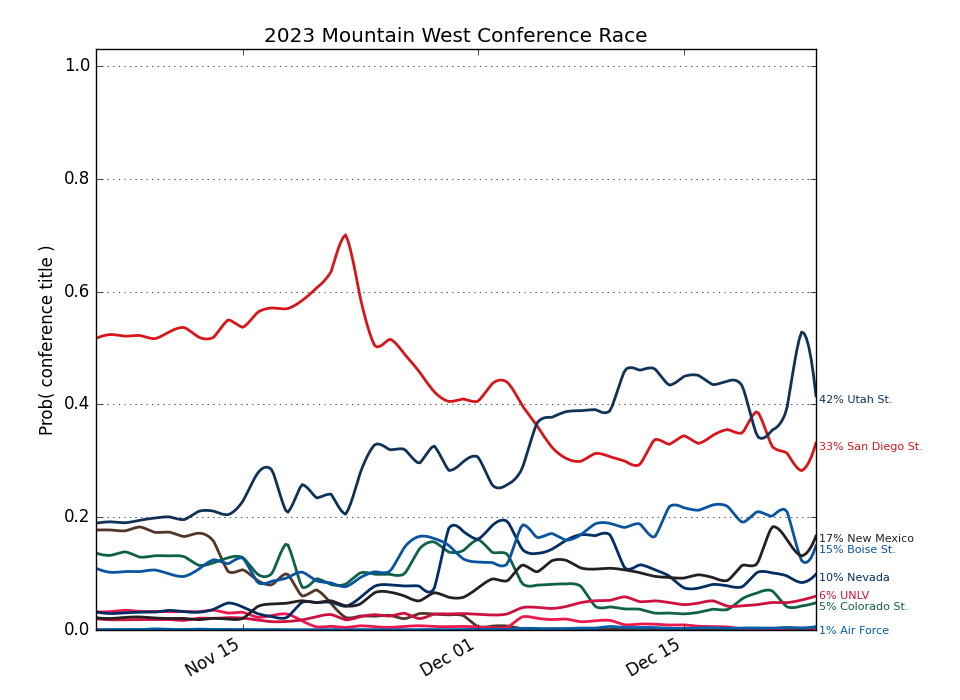 2023 Mountain West Conference Race
Prob( conference title )
1.0
0.8
0.6
0.4
0.2
0.0
Nov 15
Dec 01
Dec 15
42% Utah St.
33% San Diego St.
17% New Mexico
15% Boise St.
10% Nevada
6% UNLV
5% Colorado St.
1% Air Force